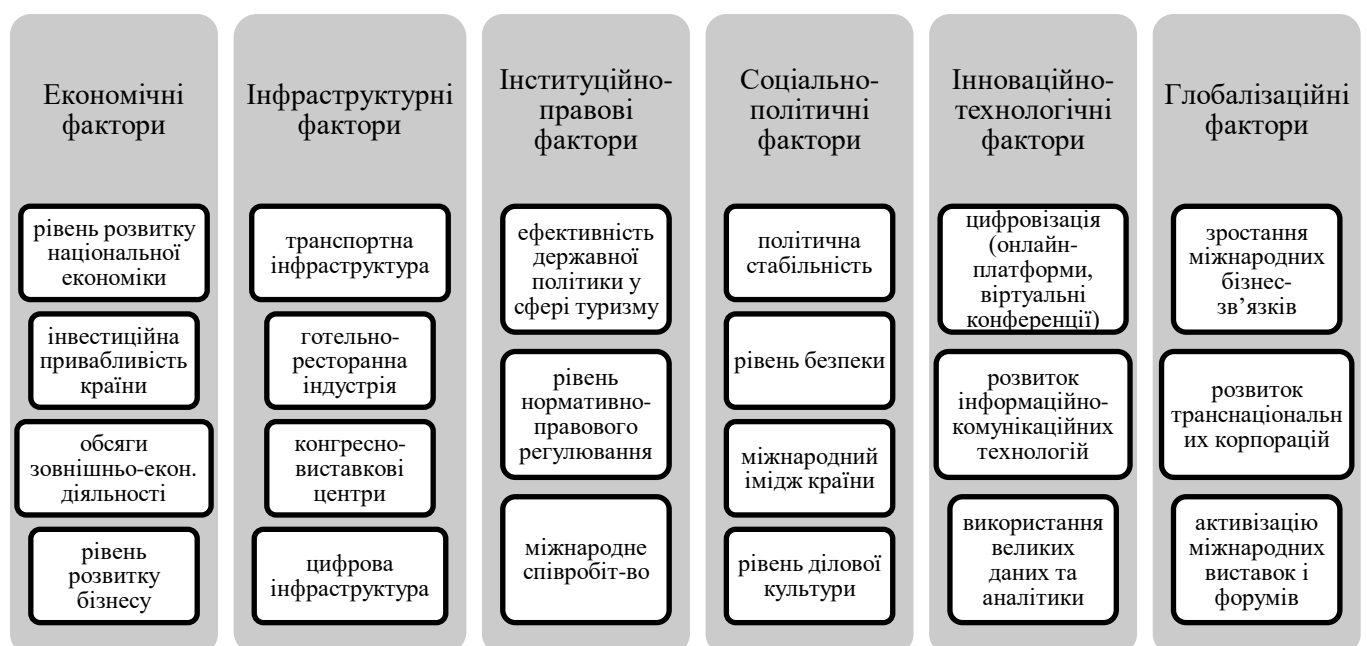 Економічні
фактори
рівень розвитку
національної
економіки
інвестиційна
привабливість
країни
обсяги
зовнішньо-екон.
діяльності
рівень
розвитку
бізнесу
Інфраструктурні
фактори
транспортна
інфраструктура
готельно-
ресторанна
індустрія
конгресно-
виставкові
центри
цифрова
інфраструктура
Інституційно-
правові
фактори
ефективність
державної
політики у
сфері туризму
рівень
нормативно-
правового
регулювання
міжнародне
співробіт-во
Соціально-
політичні
фактори
політична
стабільність
рівень безпеки
міжнародний
імідж країни
рівень ділової
культури
Інноваційно-
технологічні
фактори
цифровізація
(онлайн-
платформи,
віртуальні
конференції)
розвиток
інформаційно-
комунікаційних
технологій
використання
великих
даних та
аналітики
Глобалізаційні
фактори
зростання
міжнародних
бізнес-
зв’язків
розвиток
транснаціональн
их корпорацій
активізацію
міжнародних
виставок і
форумів